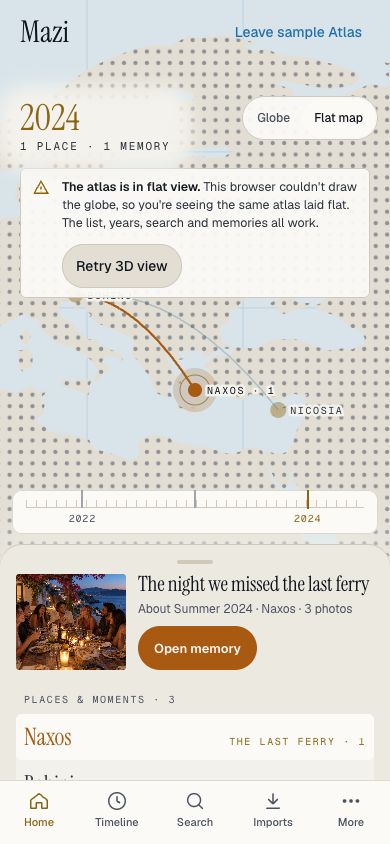 Mazi
Leave sample Atlas
2024
1 PLACE · 1 MEMORY
Globe
Flat map
The atlas is in flat view. This browser couldn't draw
the globe, so you're seeing the same atlas laid flat.
The list, years, search and memories all work.
Retry 3D view
NAXOS · 1
NICOSIA
2022
2024
The night we missed the last ferry
About Summer 2024 · Naxos · 3 photos
Open memory
PLACES & MOMENTS · 3
Naxos
THE LAST FERRY · 1
Home
Timeline
Search
Imports
More